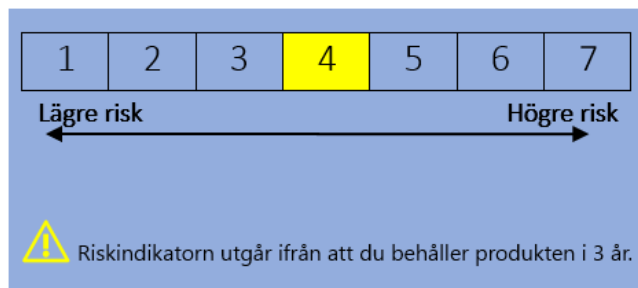 1 2 3 4 5 6 7
Lägre risk Högre risk
Riskindikatorn utgår ifrån att du behåller produkten i 3 år.